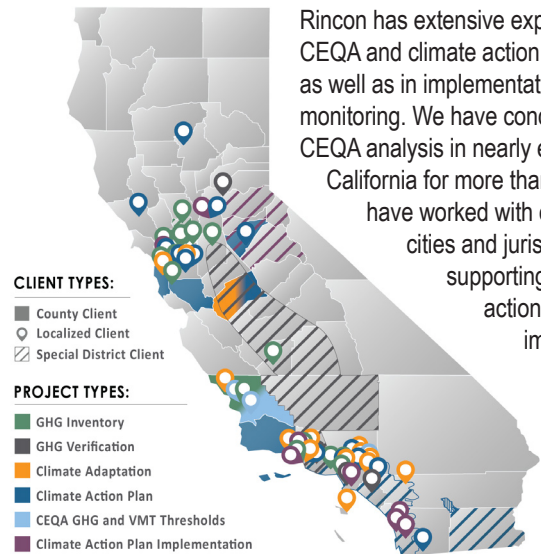 Rincon has extensive exp
CEQA and climate action
as well as in implementat
monitoring. We have conc
CEQA analysis in nearly e
California for more than
have worked with
cities and juris
supporting
action
im
CLIENT TYPES:
County Client
Localized Client
Special District Client
PROJECT TYPES:
GHG Inventory
GHG Verification
Climate Adaptation
Climate Action Plan
CEQA GHG and VMT Thresholds
Climate Action Plan Implementation